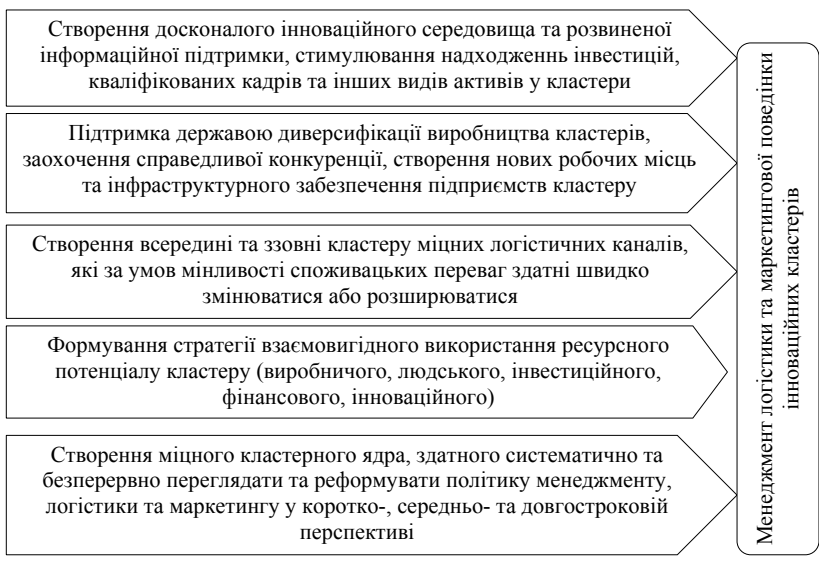 Створення досконалого інноваційного середовища та розвиненої
інформаційної підтримки, стимулювання надходженнь інвестицій,
кваліфікованих кадрів та інших видів активів у кластери
Підтримка державою диверсифікації виробництва кластерів,
заохочення справедливої конкуренції, створення нових робочих місць
та інфраструктурного забезпечення підприємств кластеру
Створення всередині та ззовні кластеру міцних логістичних каналів,
які за умов мінливості споживацьких переваг здатні швидко
змінюватися або розширюватися
Формування стратегії взаємовигідного використання ресурсного
потенціалу кластеру (виробничого, людського, інвестиційного,
фінансового, інноваційного)
Створення міцного кластерного ядра, здатного систематично та
безперервно переглядати та реформувати політику менеджменту,
логістики та маркетингу у коротко-, середньо- та довгостроковій
перспективі
Менеджмент логістики та маркетингової поведінки
інноваційних кластерів